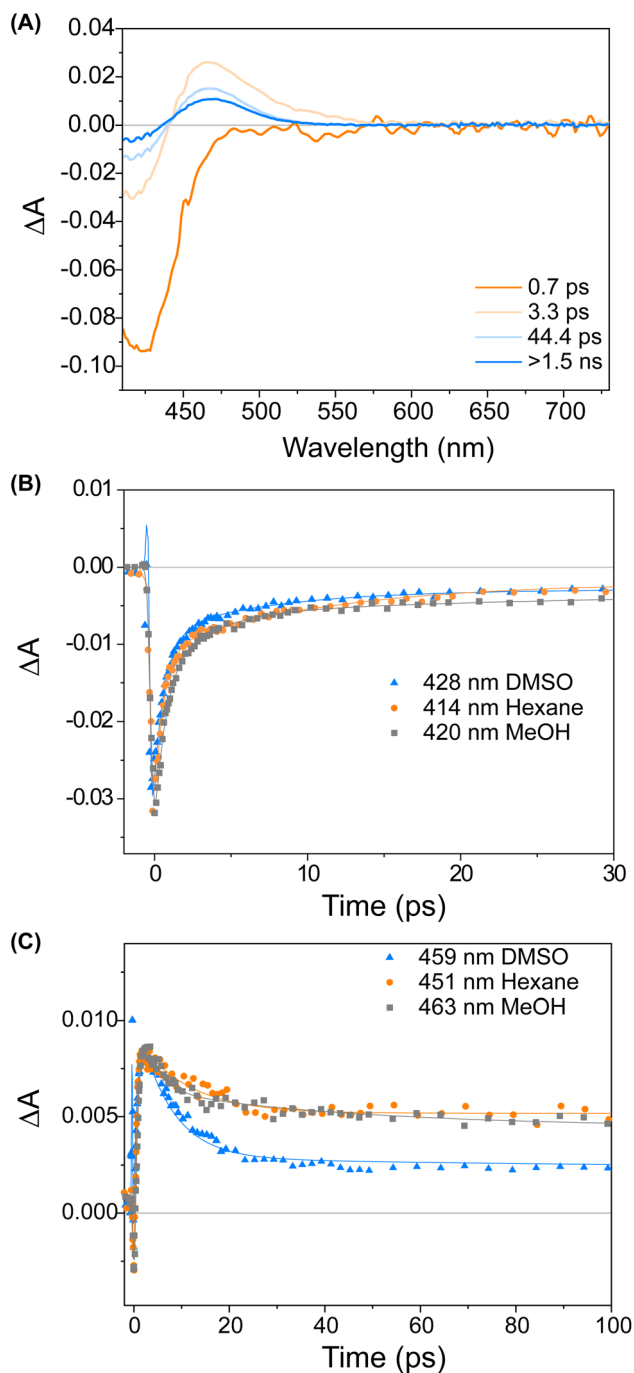 (A)
0.04
0.02
0.00
-0.02
-0.04
-0.06
-0.08
-0.10
ΔA
0.7 ps
3.3 ps
44.4 ps
>1.5 ns
450 500 550 600 650 700
Wavelength (nm)
(B)
0.01
0.00
-0.01
-0.02
-0.03
ΔA
428 nm DMSO
414 nm Hexane
420 nm MeOH
0 10 20 30
Time (ps)
(C)
0.010
0.005
0.000
ΔA
459 nm DMSO
451 nm Hexane
463 nm MeOH
0 20 40 60 80 100
Time (ps)